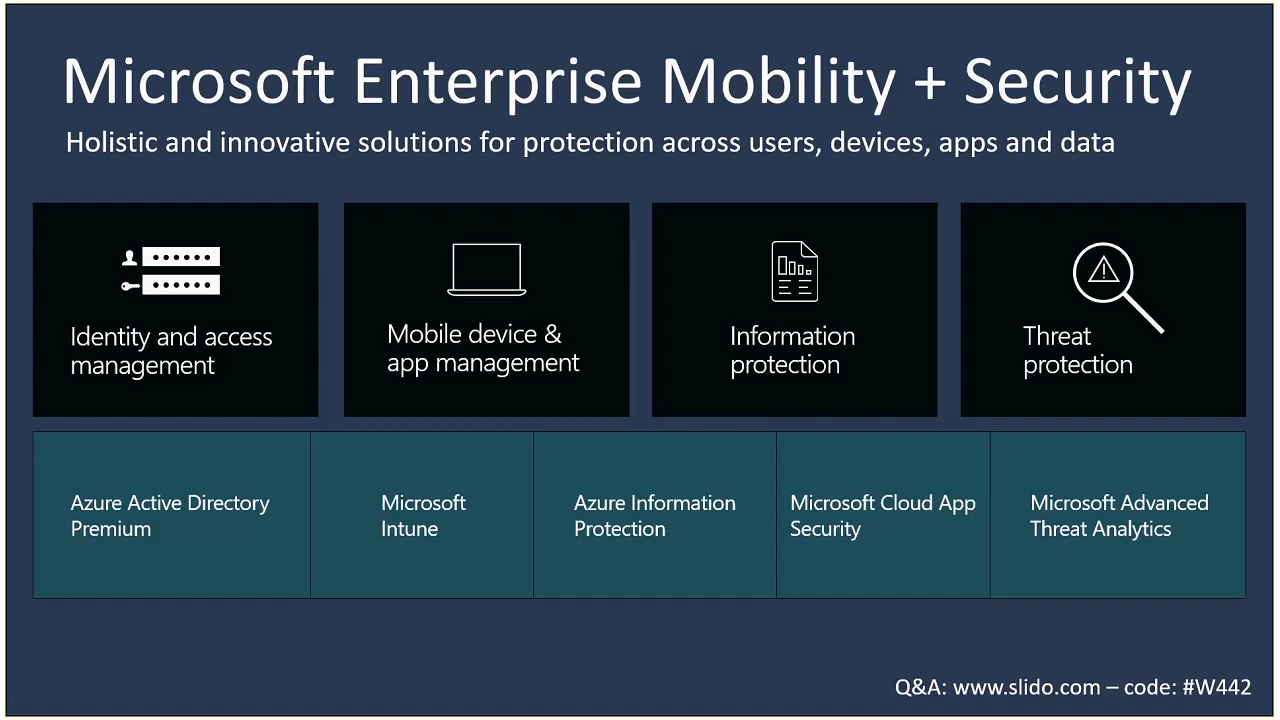 Microsoft Enterprise Mobility + Security
Holistic and innovative solutions for protection across users, devices, apps and data
Identity and access
management
Mobile device &
app management
Information
protection
Threat
protection
Azure Active Directory
Premium
Microsoft
Intune
Azure Information
Protection
Microsoft Cloud App
Security
Microsoft Advanced
Threat Analytics
Q&A: www.slido.com – code: #W442